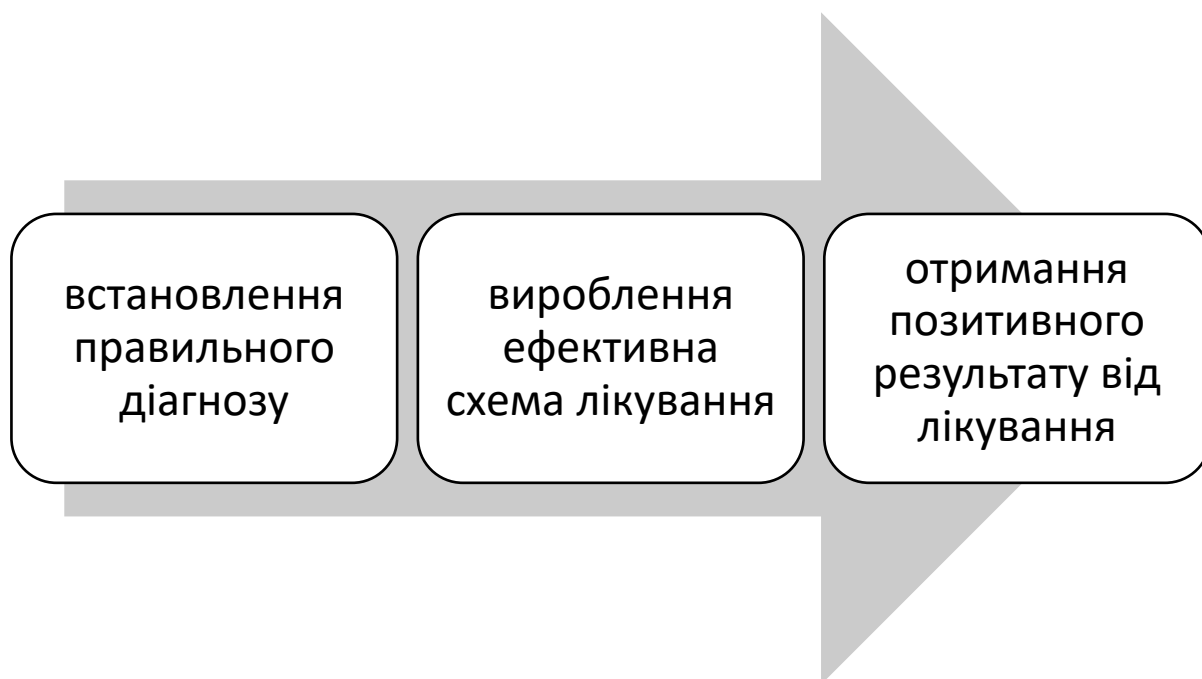 встановлення
правильного
діагнозу
вироблення
ефективна
схема лікування
отримання
позитивного
результату від
лікування